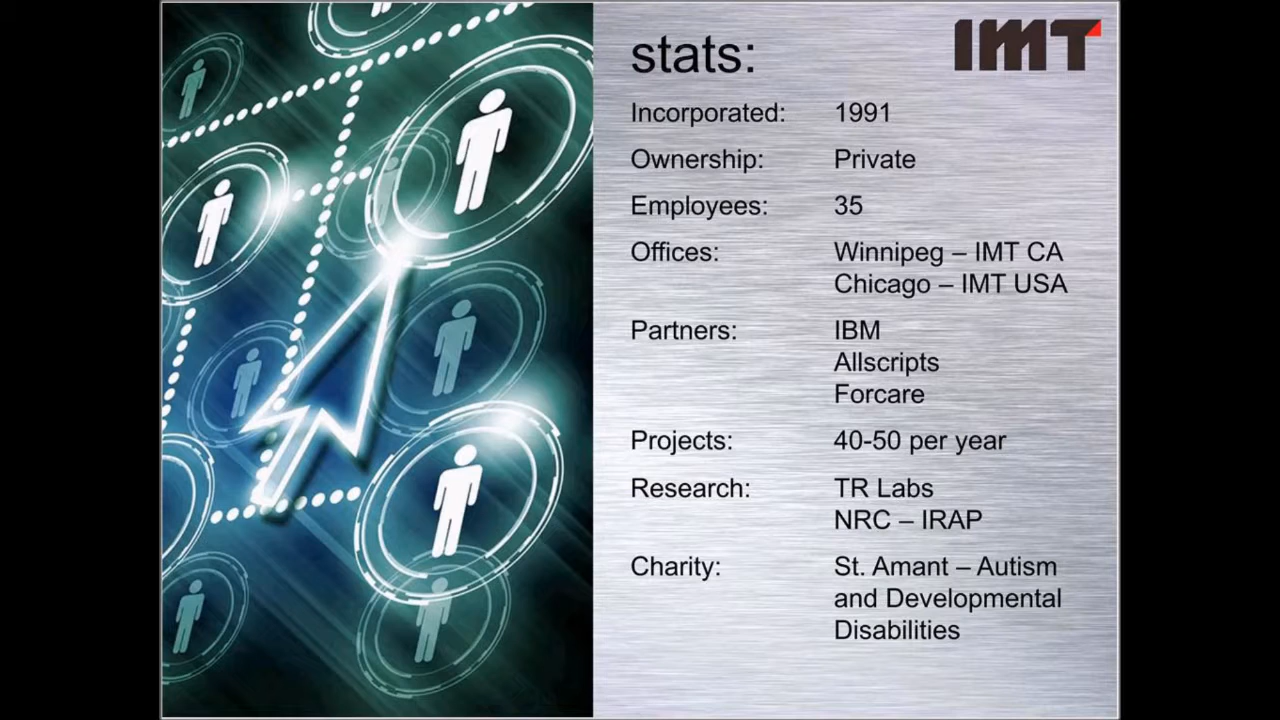 stats:
IMT
Incorporated: 1991
Ownership: Private
Employees: 35
Offices: Winnipeg – IMT CA
Chicago – IMT USA
Partners: IBM
Allscripts
Forcare
Projects: 40-50 per year
Research: TR Labs
NRC – IRAP
Charity: St. Amant – Autism
and Developmental
Disabilities